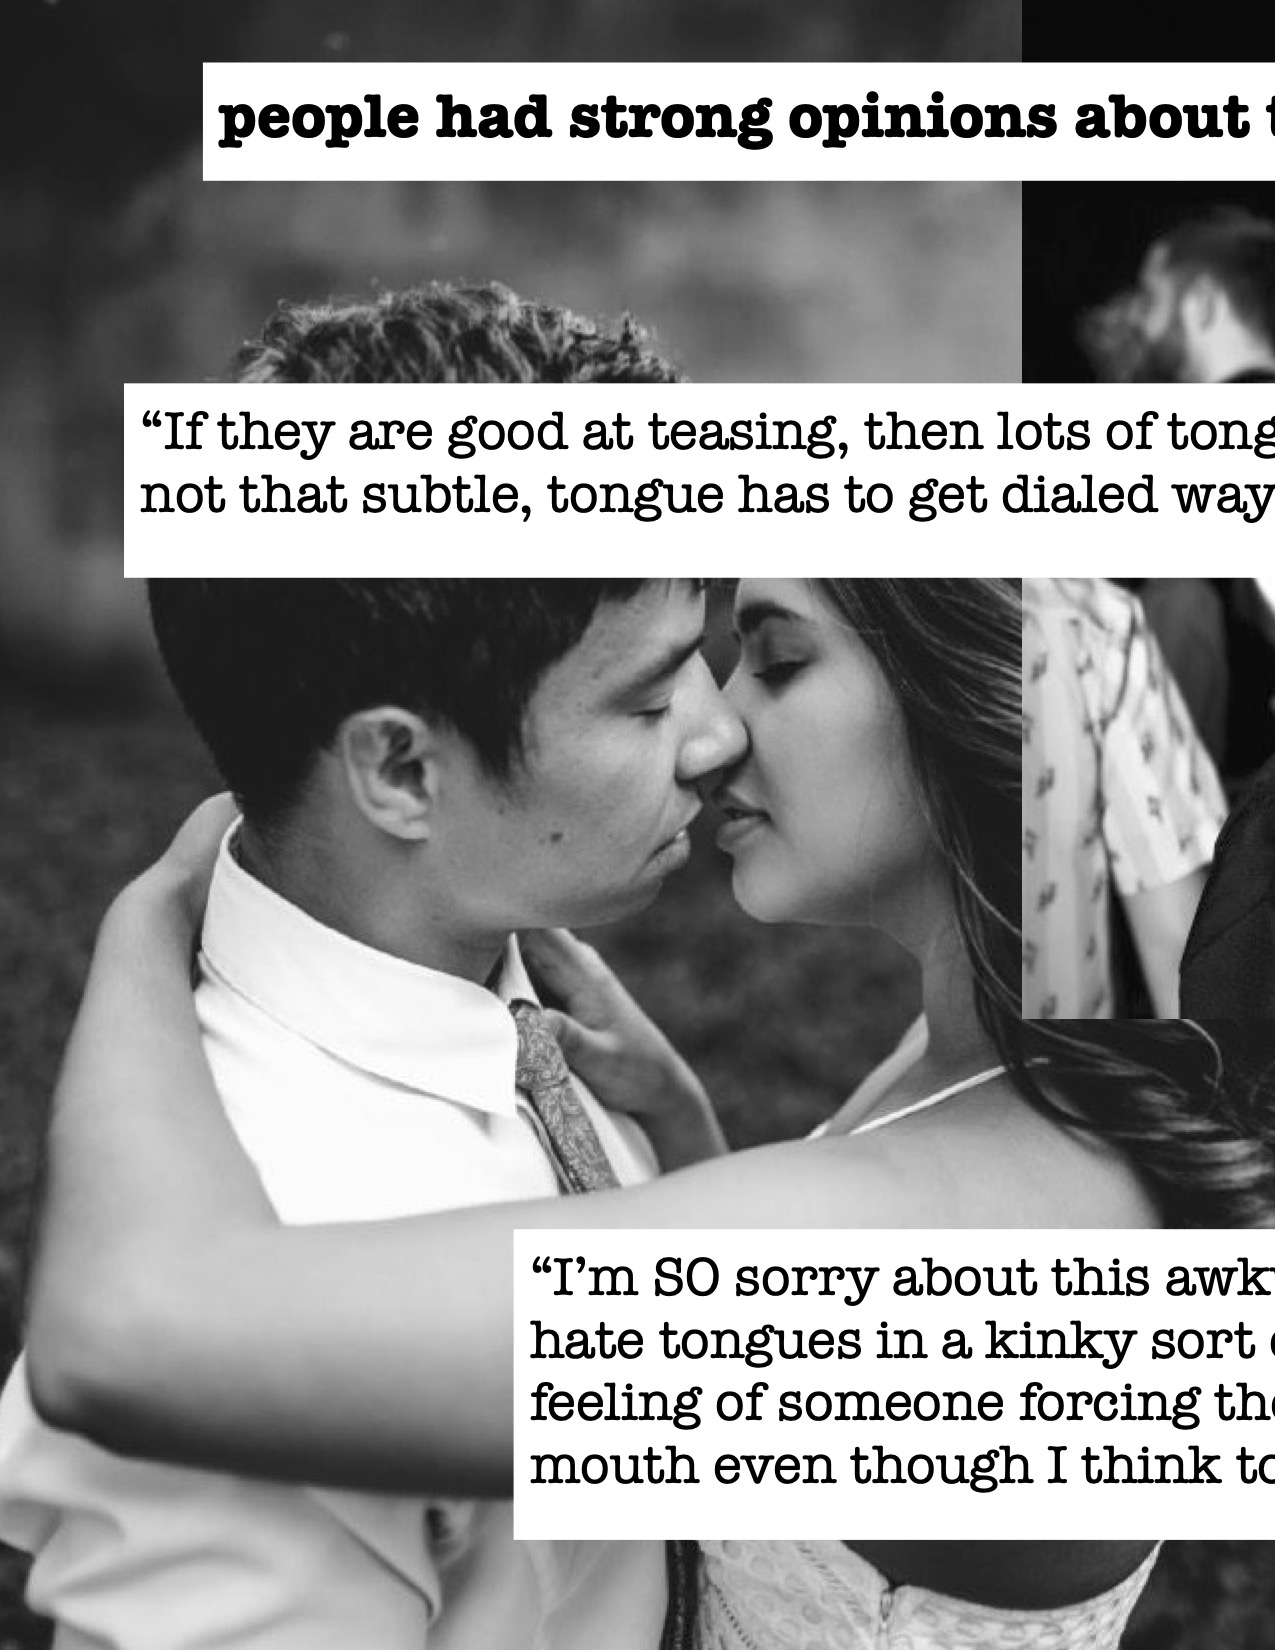 people had strong opinions about
“If they are good at teasing, then lots of
not that subtle, tongue has to get dialed way
“I’m SO sorry about this
hate tongues in a kinky sort
feeling of someone forcing
mouth even though I think